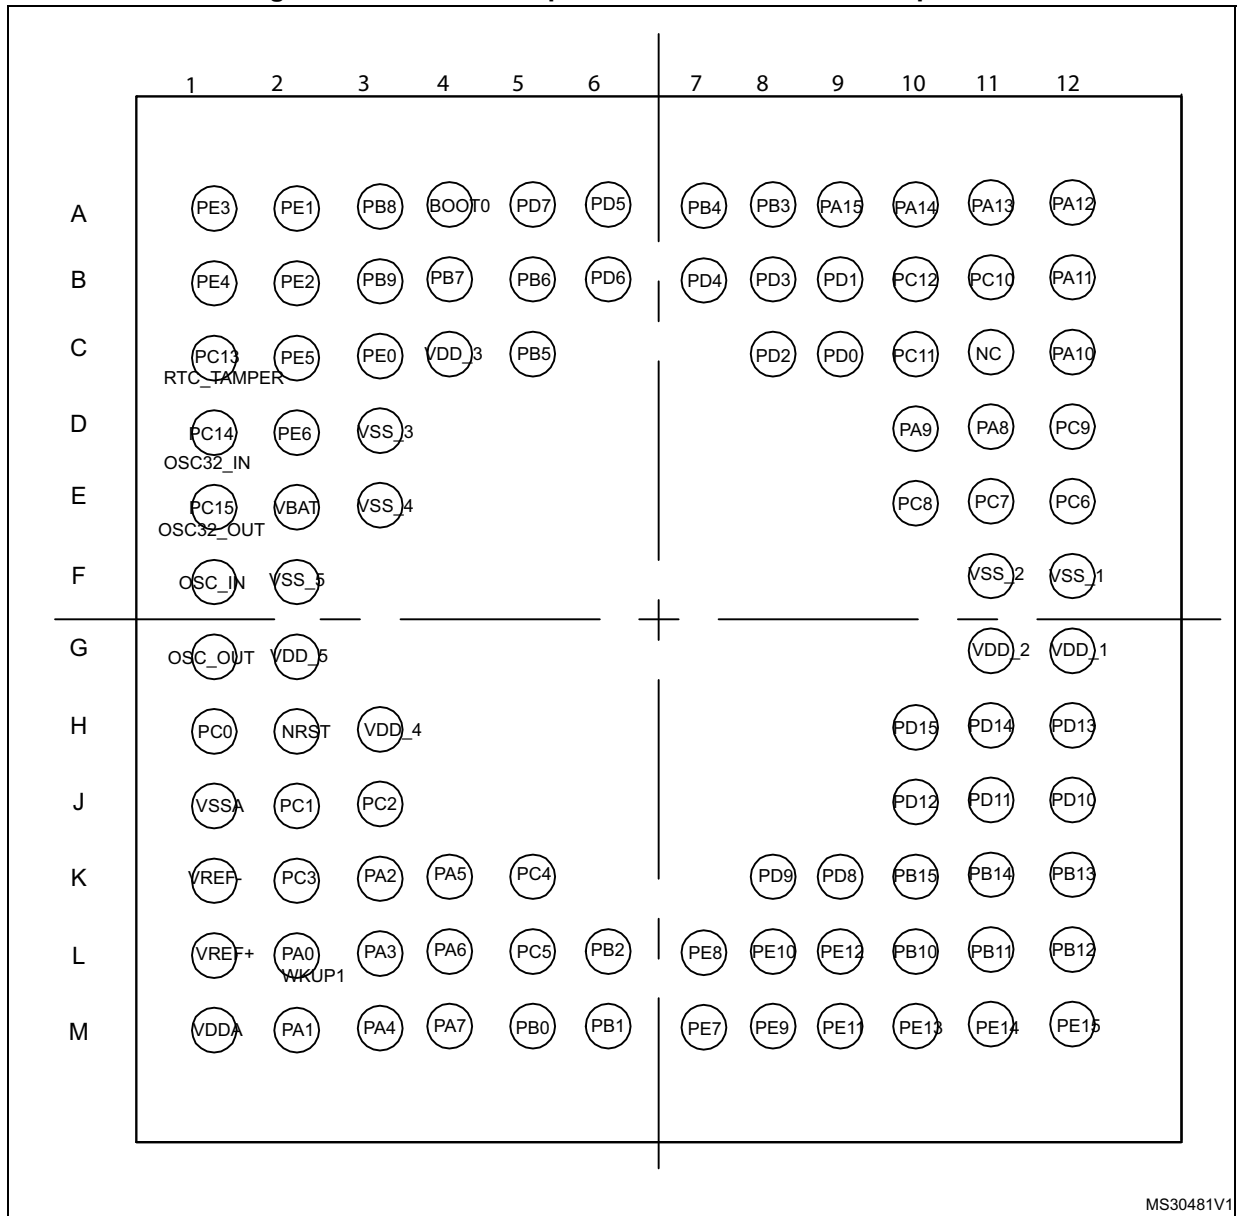 1 2 3 4 5 6 7 8 9 10 11 12
A PE3 PE1 PB8 BOOT0 PD7 PD5 PB4 PB3 PA15 PA14 PA13 PA12
B PE4 PE2 PB9 PB7 PB6 PD6 PD4 PD3 PD1 PC12 PC10 PA11
C PC13 PE5 PE0 VDD_3 PB5 PD2 PD0 PC11 NC PA10
RTC_TAMPER
D PC14 PE6 VSS_3 PA9 PA8 PC9
OSC32_IN
E PC15 VBAT VSS_4 PC8 PC7 PC6
OSC32_OUT
F OSC_IN VSS_5 VSS_2 VSS_1
G OSC_OUT VDD_5 VDD_2 VDD_1
H PC0 NRST VDD_4 PD15 PD14 PD13
J VSSA PC1 PC2 PD12 PD11 PD10
K VREF- PC3 PA2 PA5 PC4 PD9 PD8 PB15 PB14 PB13
L VREF+ PA0 PA3 PA6 PC5 PB2 PE8 PE10 PE12 PB10 PB11 PB12
WKUP1
M VDDA PA1 PA4 PA7 PB0 PB1 PE7 PE9 PE11 PE13 PE14 PE15
MS30481V1